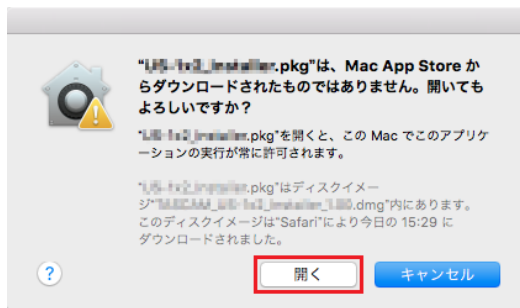 .pkg"は、Mac App Store か
らダウンロードされたものではありません。開いても
よろしいですか？
.pkg"を開くと、この Mac でこのアプリケ
ーションの実行が常に許可されます。
.pkg"はディスクイメー
ジ" .dmg"内にあります。
このディスクイメージは"Safari"により今日の 15:29 に
ダウンロードされました。
? 開く キャンセル